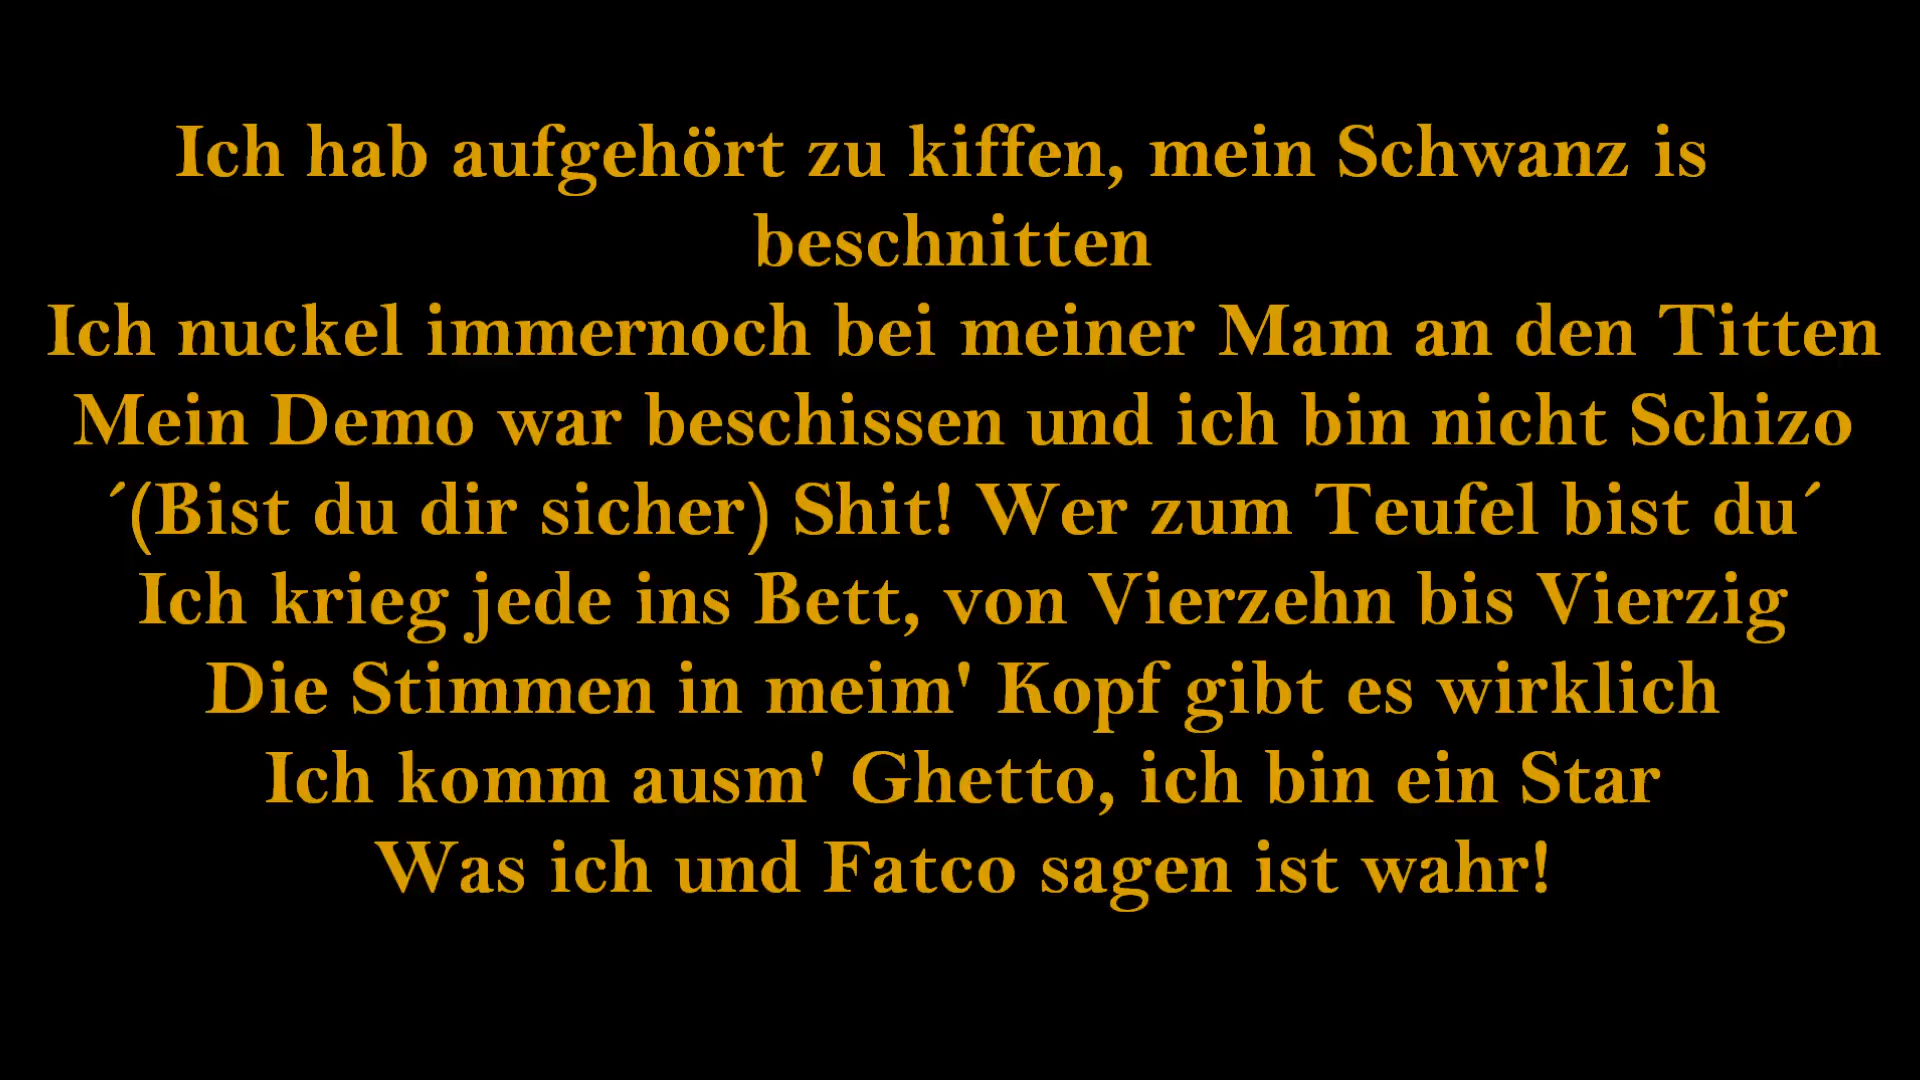 Ich hab aufgehört zu kiffen, mein Schwanz is
beschnitten
Ich nuckel immernoch bei meiner Mam an den Titten
Mein Demo war beschissen und ich bin nicht Schizo
´(Bist du dir sicher) Shit! Wer zum Teufel bist du´
Ich krieg jede ins Bett, von Vierzehn bis Vierzig
Die Stimmen in meim' Kopf gibt es wirklich
Ich komm ausm' Ghetto, ich bin ein Star
Was ich und Fatco sagen ist wahr!